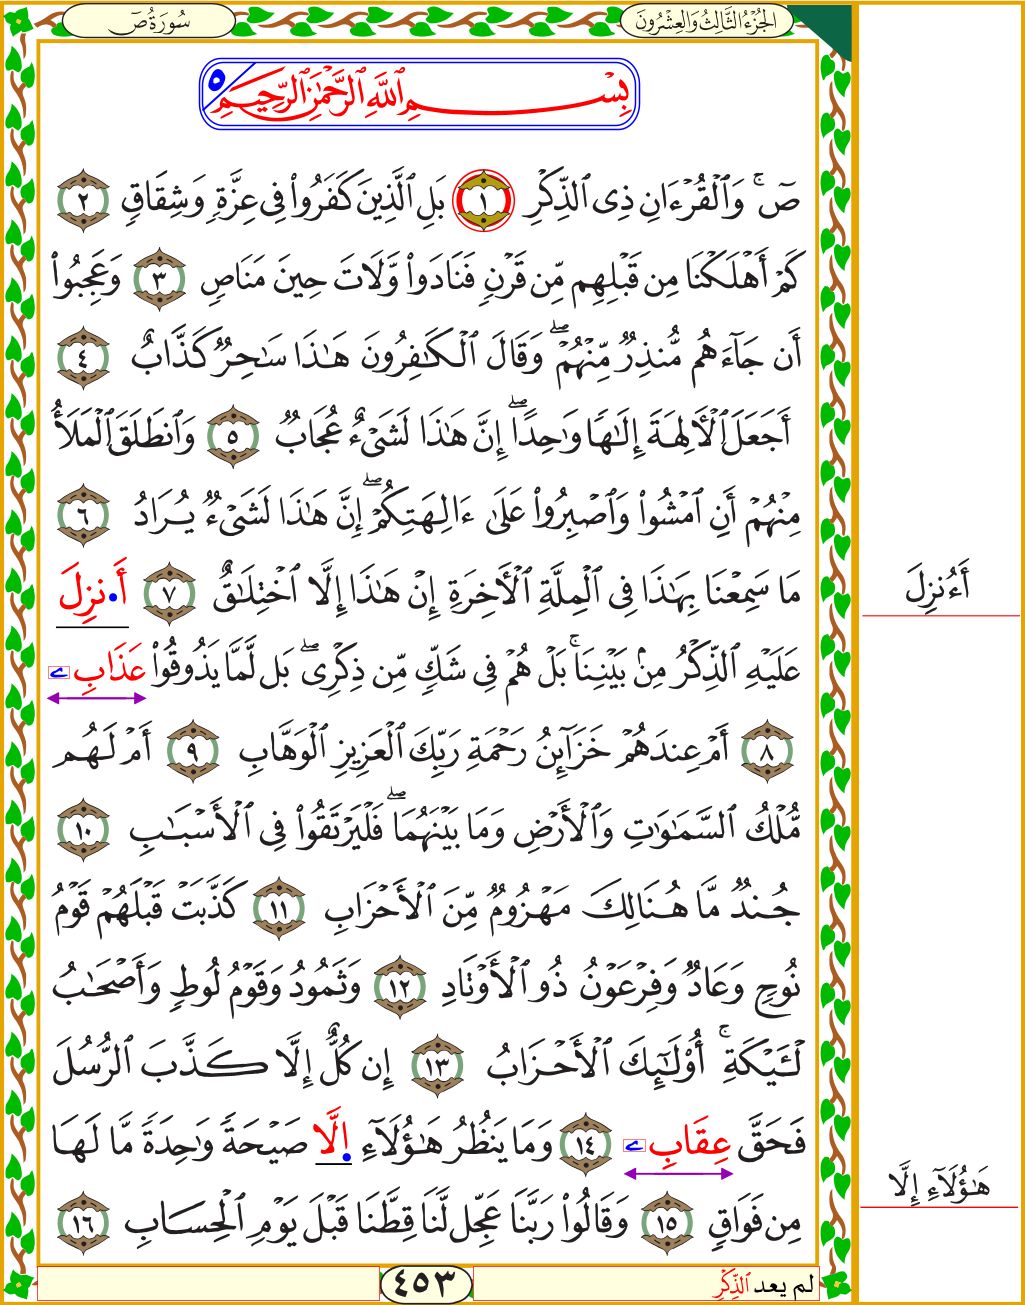 الجُزْءُ الثَّالِثُ وَالعِشْرُونَ
سُورَةُ صٓ
بِسْمِ ٱللَّهِ ٱلرَّحْمَٰنِ ٱلرَّحِيمِ ٥
صٓۚ وَٱلْقُرْءَانِ ذِى ٱلذِّكْرِ ١ بَلِ ٱلَّذِينَ كَفَرُوا۟ فِى عِزَّةٍۢ وَشِقَاقٍۢ ٢
كَمْ أَهْلَكْنَا مِن قَبْلِهِم مِّن قَرْنٍۢ فَنَادَوا۟ وَّلَاتَ حِينَ مَنَاصٍۢ ٣ وَعَجِبُوٓا۟
أَن جَآءَهُم مُّنذِرٌۭ مِّنْهُمْۖ وَقَالَ ٱلْكَٰفِرُونَ هَٰذَا سَٰحِرٌۭ كَذَّابٌ ٤
أَجَعَلَ ٱلْأَلِهَةَ إِلَٰهًۭا وَٰحِدًاۖ إِنَّ هَٰذَا لَشَىْءٌ عُجَابٌۭ ٥ وَٱنطَلَقَ ٱلْمَلَأُ
مِنْهُمْ أَنِ ٱمْشُوا۟ وَٱصْبِرُوا۟ عَلَىٰٓ ءَالِهَتِكُمْۖ إِنَّ هَٰذَا لَشَىْءٌۭ يُرَادُ ٦
مَا سَمِعْنَا بِهَٰذَا فِى ٱلْمِلَّةِ ٱلْأَخِرَةِ إِنْ هَٰذَآ إِلَّا ٱخْتِلَٰقٌ ٧ أَ۬نزِلَ
أَءُنزِلَ
عَلَيْهِ ٱلذِّكْرُ مِنۢ بَيْنِنَاۚ بَلْ هُمْ فِى شَكٍّۢ مِّن ذِكْرِىۖ بَل لَّمَّا يَذُوقُوا۟ عَذَابِے
٨ أَمْ عِندَهُمْ خَزَآئِنُ رَحْمَةِ رَبِّكَ ٱلْعَزِيزِ ٱلْوَهَّابِ ٩ أَمْ لَهُم
مُّلْكُ ٱلسَّمَٰوَٰتِ وَٱلْأَرْضِ وَمَا بَيْنَهُمَاۖ فَلْيَرْتَقُوا۟ فِى ٱلْأَسْبَٰبِ ١٠
جُندٌۭ مَّا هُنَالِكَ مَهْزُومٌۭ مِّنَ ٱلْأَحْزَابِ ١١ كَذَّبَتْ قَبْلَهُمْ قَوْمُ
نُوحٍۢ وَعَادٌۭ وَفِرْعَوْنُ ذُو ٱلْأَوْتَادِ ١٢ وَثَمُودُ وَقَوْمُ لُوطٍۢ وَأَصْحَٰبُ
لْـَٔيْكَةِۚ أُو۟لَٰٓئِكَ ٱلْأَحْزَابُ ١٣ إِن كُلٌّ إِلَّا كَذَّبَ ٱلرُّسُلَ
فَحَقَّ عِقَابِے ١٤ وَمَا يَنظُرُ هَٰٓؤُلَآءِ اِ۬لَّا صَيْحَةًۭ وَٰحِدَةًۭ مَّا لَهَا
هَٰٓؤُلَآءِ إِلَّا
مِن فَوَاقٍۢ ١٥ وَقَالُوا۟ رَبَّنَا عَجِّل لَّنَا قِطَّنَا قَبْلَ يَوْمِ ٱلْحِسَابِ ١٦
لم يعد ٱلذِّكْرِ
٤٥٣